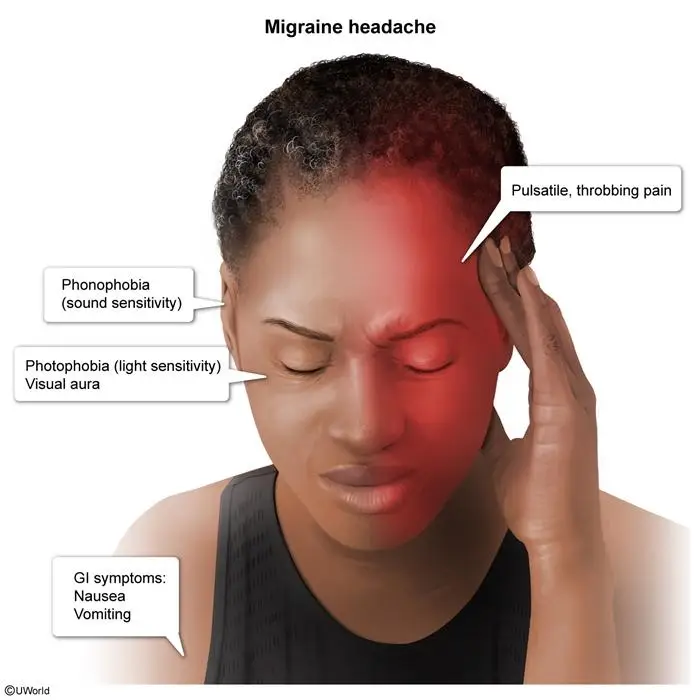 Migraine headache
Pulsatile, throbbing pain
Phonophobia
(sound sensitivity)
Photophobia (light sensitivity)
Visual aura
GI symptoms:
Nausea
Vomiting
©UWorld